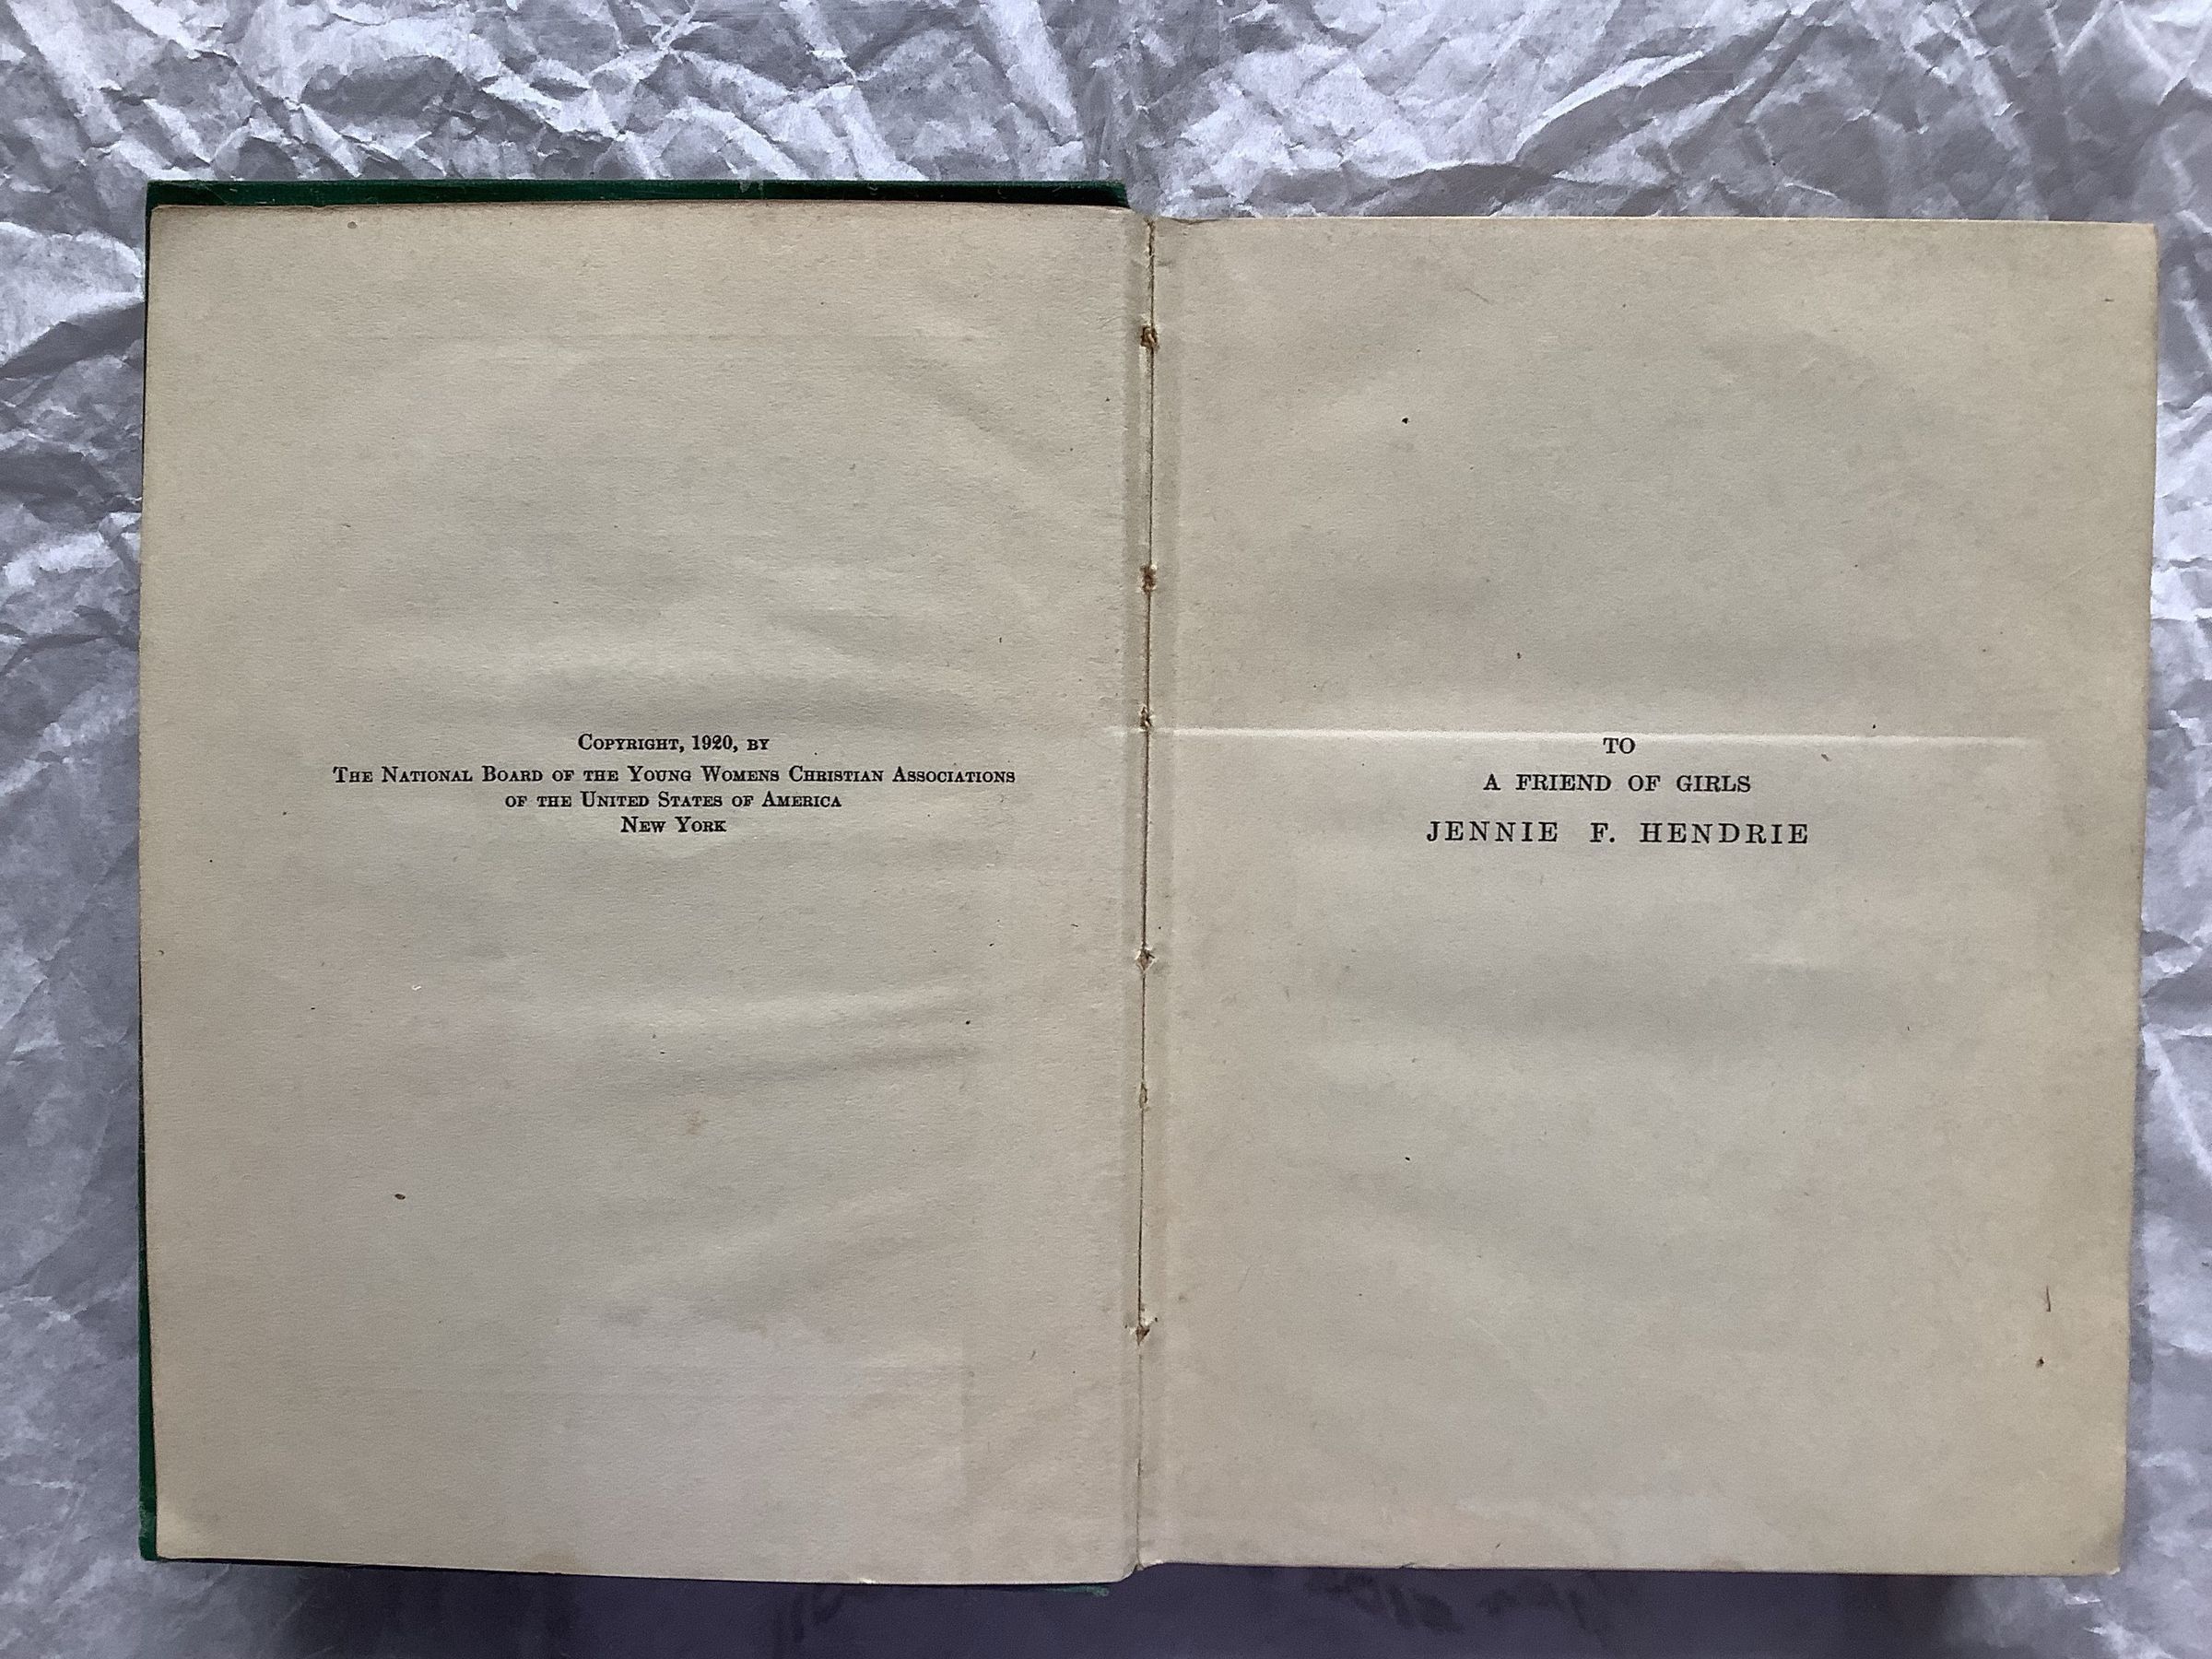 Copyright, 1920, by
The National Board of the Young Womens Christian Associations
of the United States of America
New York
TO
A FRIEND OF GIRLS
JENNIE F. HENDRIE